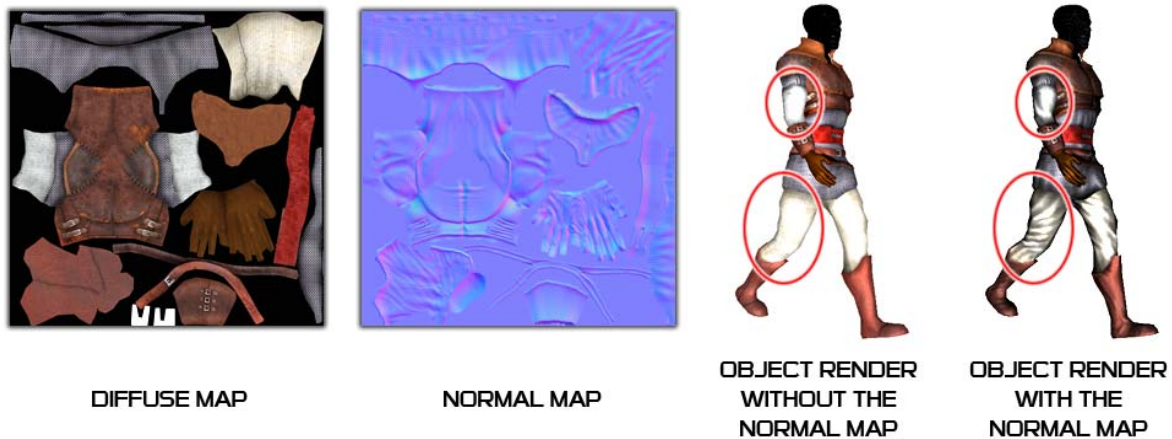 DIFFUSE MAP
NORMAL MAP
OBJECT RENDER
WITHOUT THE
NORMAL MAP
OBJECT RENDER
WITH THE
NORMAL MAP